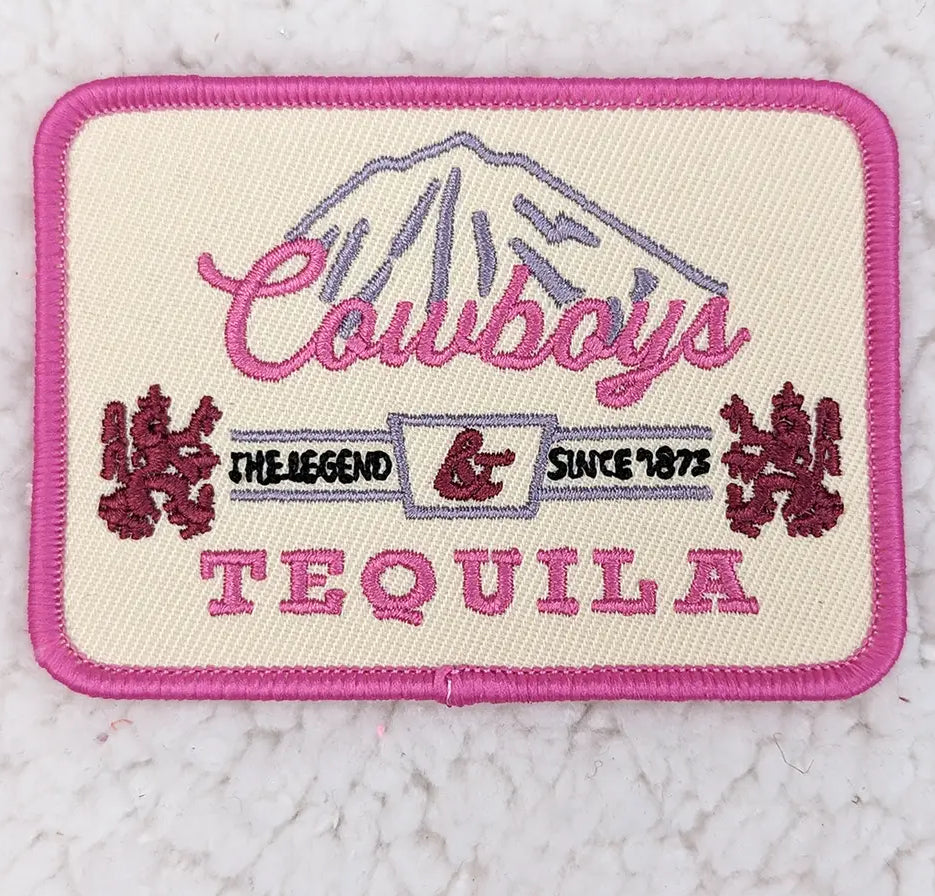 Cowboys
THE LEGEND & SINCE 1873
TEQUILA